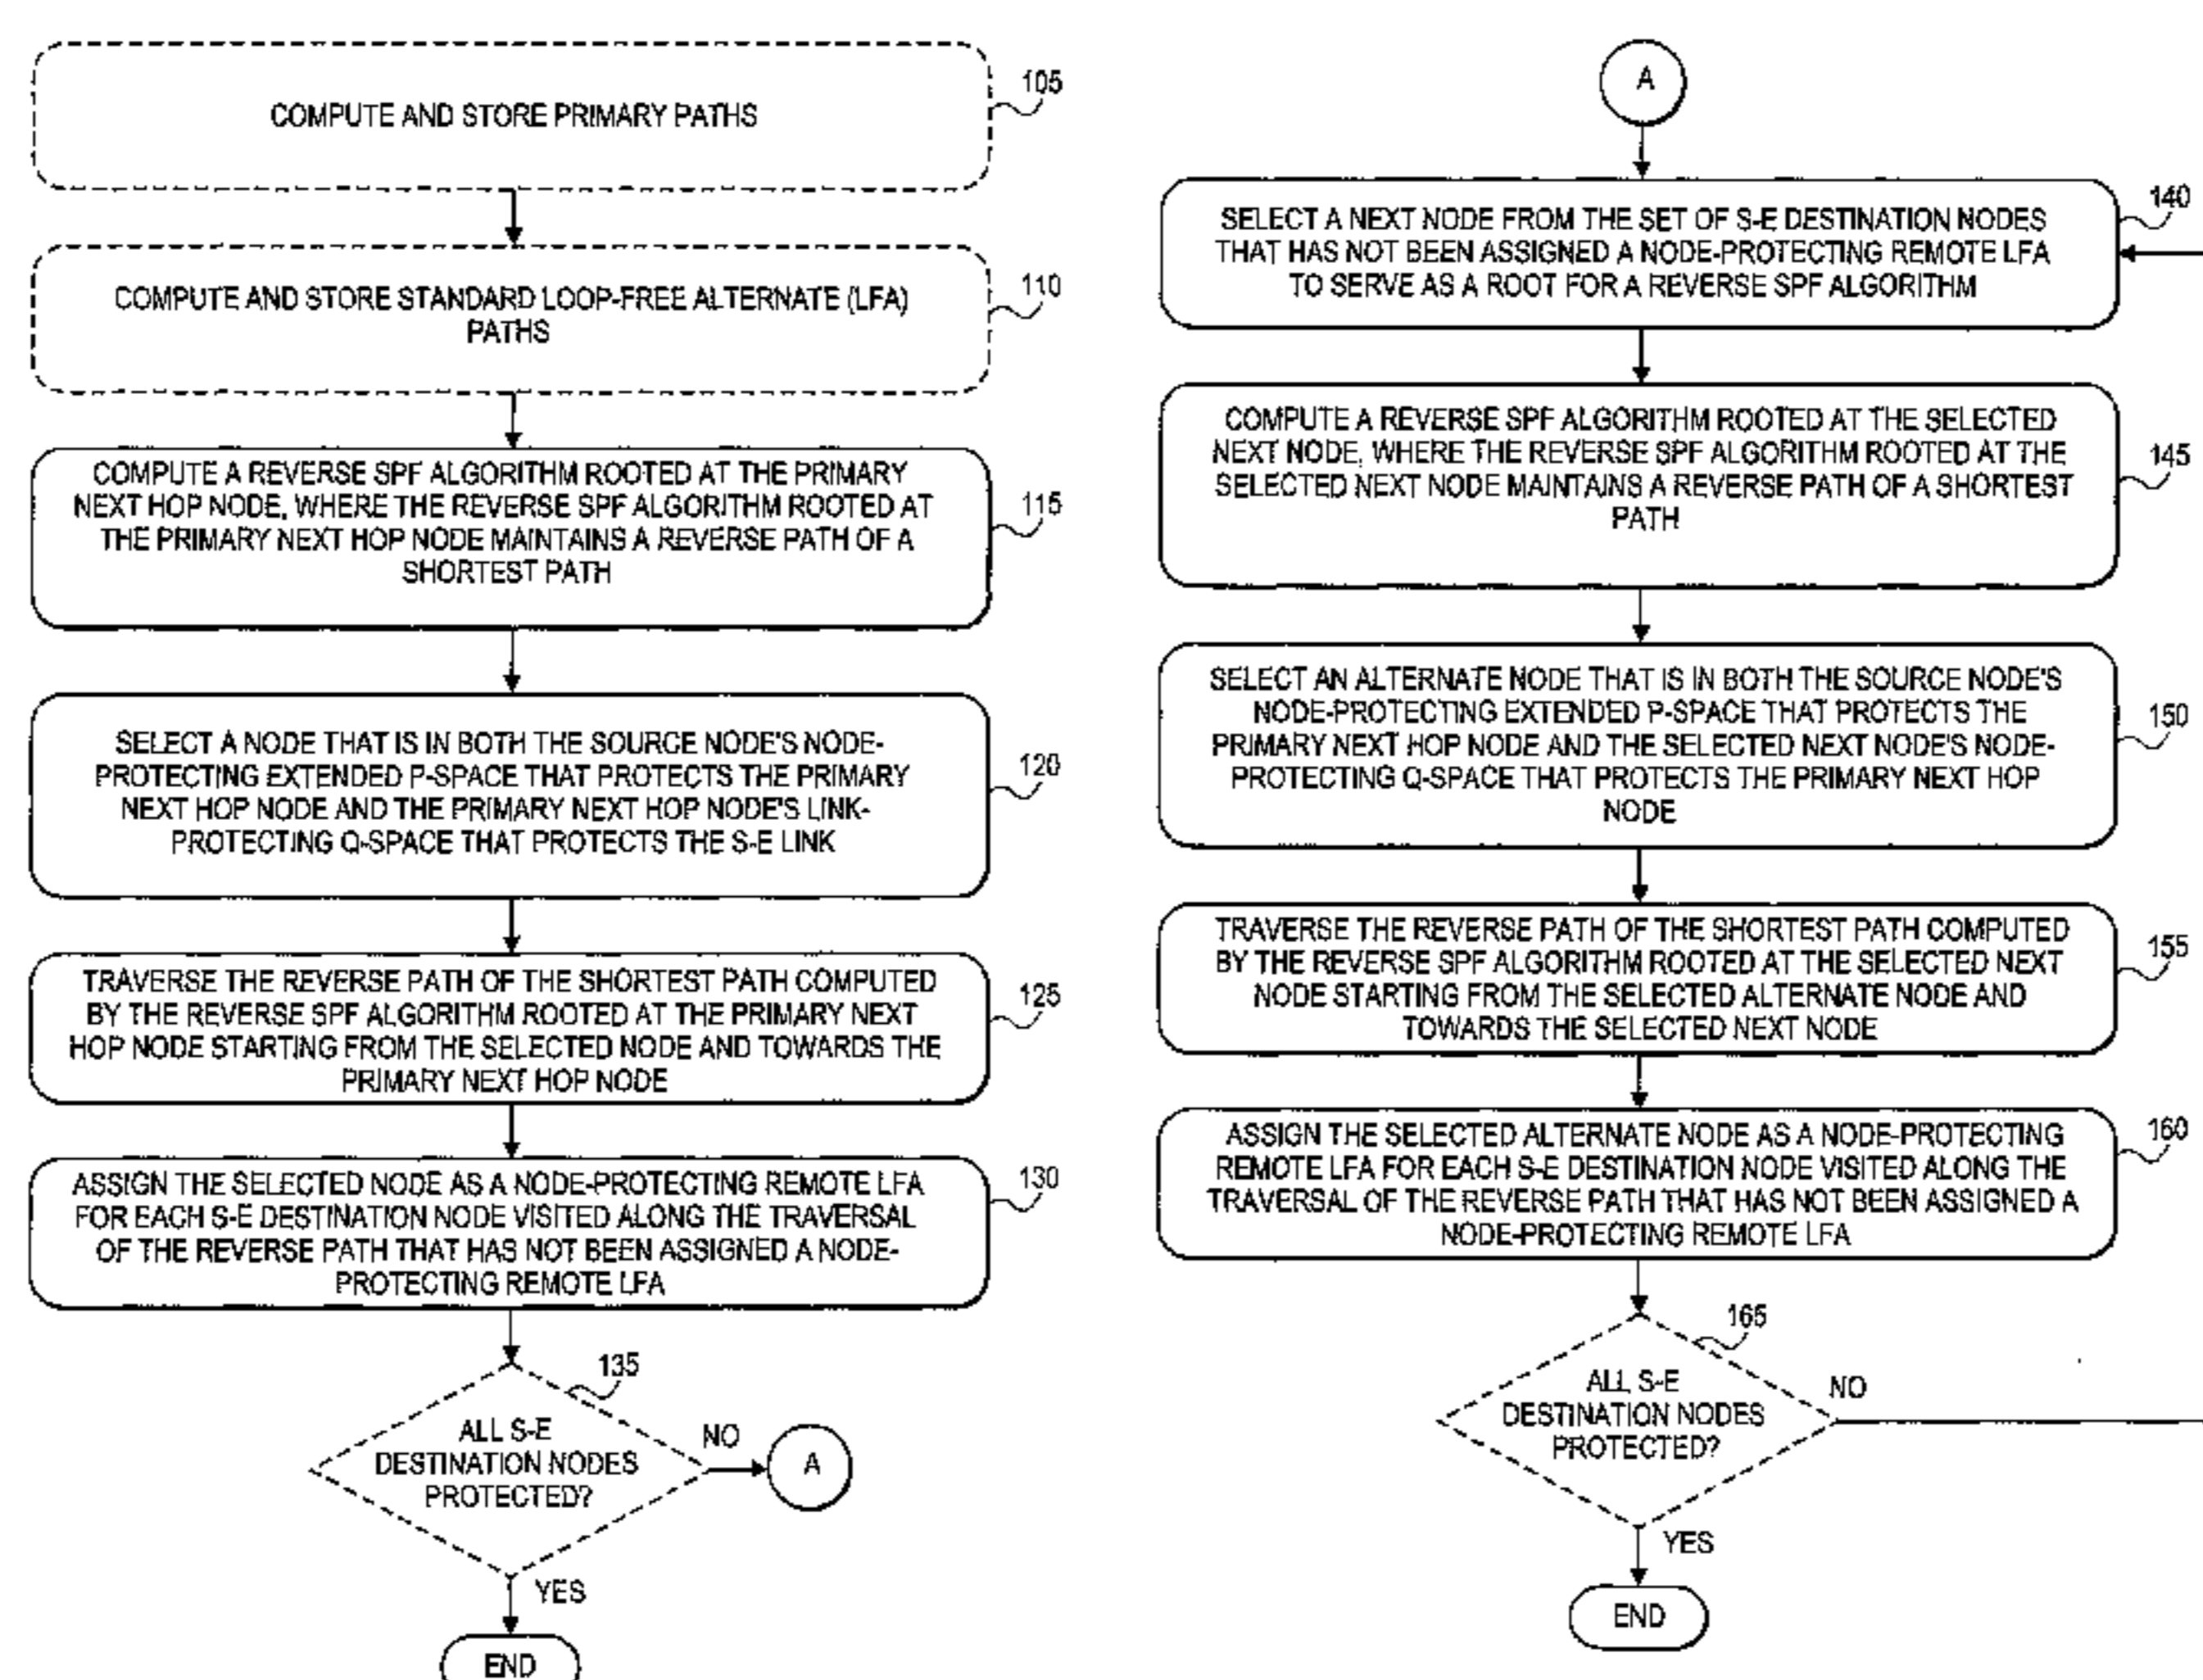 COMPUTE AND STORE PRIMARY PATHS
105
COMPUTE AND STORE STANDARD LOOP-FREE ALTERNATE (LFA)
PATHS
110
COMPUTE A REVERSE SPF ALGORITHM ROOTED AT THE PRIMARY
NEXT HOP NODE, WHERE THE REVERSE SPF ALGORITHM ROOTED AT
THE PRIMARY NEXT HOP NODE MAINTAINS A REVERSE PATH OF A
SHORTEST PATH
115
SELECT A NODE THAT IS IN BOTH THE SOURCE NODE'S NODE-
PROTECTING EXTENDED P-SPACE THAT PROTECTS THE PRIMARY
NEXT HOP NODE AND THE PRIMARY NEXT HOP NODE'S LINK-
PROTECTING Q-SPACE THAT PROTECTS THE S-E LINK
120
TRAVERSE THE REVERSE PATH OF THE SHORTEST PATH COMPUTED
BY THE REVERSE SPF ALGORITHM ROOTED AT THE PRIMARY NEXT
HOP NODE STARTING FROM THE SELECTED NODE AND TOWARDS THE
PRIMARY NEXT HOP NODE
125
ASSIGN THE SELECTED NODE AS A NODE-PROTECTING REMOTE LFA
FOR EACH S-E DESTINATION NODE VISITED ALONG THE TRAVERSAL
OF THE REVERSE PATH THAT HAS NOT BEEN ASSIGNED A NODE-
PROTECTING REMOTE LFA
130
135
ALL S-E
DESTINATION NODES
PROTECTED?
NO
A
YES
END
A
SELECT A NEXT NODE FROM THE SET OF S-E DESTINATION NODES
THAT HAS NOT BEEN ASSIGNED A NODE-PROTECTING REMOTE LFA
TO SERVE AS A ROOT FOR A REVERSE SPF ALGORITHM
140
COMPUTE A REVERSE SPF ALGORITHM ROOTED AT THE SELECTED
NEXT NODE, WHERE THE REVERSE SPF ALGORITHM ROOTED AT THE
SELECTED NEXT NODE MAINTAINS A REVERSE PATH OF A SHORTEST
PATH
145
SELECT AN ALTERNATE NODE THAT IS IN BOTH THE SOURCE NODE'S
NODE-PROTECTING EXTENDED P-SPACE THAT PROTECTS THE
PRIMARY NEXT HOP NODE AND THE SELECTED NEXT NODE'S NODE-
PROTECTING Q-SPACE THAT PROTECTS THE PRIMARY NEXT HOP
NODE
150
TRAVERSE THE REVERSE PATH OF THE SHORTEST PATH COMPUTED
BY THE REVERSE SPF ALGORITHM ROOTED AT THE SELECTED NEXT
NODE STARTING FROM THE SELECTED ALTERNATE NODE AND
TOWARDS THE SELECTED NEXT NODE
155
ASSIGN THE SELECTED ALTERNATE NODE AS A NODE-PROTECTING
REMOTE LFA FOR EACH S-E DESTINATION NODE VISITED ALONG THE
TRAVERSAL OF THE REVERSE PATH THAT HAS NOT BEEN ASSIGNED A
NODE-PROTECTING REMOTE LFA
160
165
ALL S-E
DESTINATION NODES
PROTECTED?
NO
YES
END